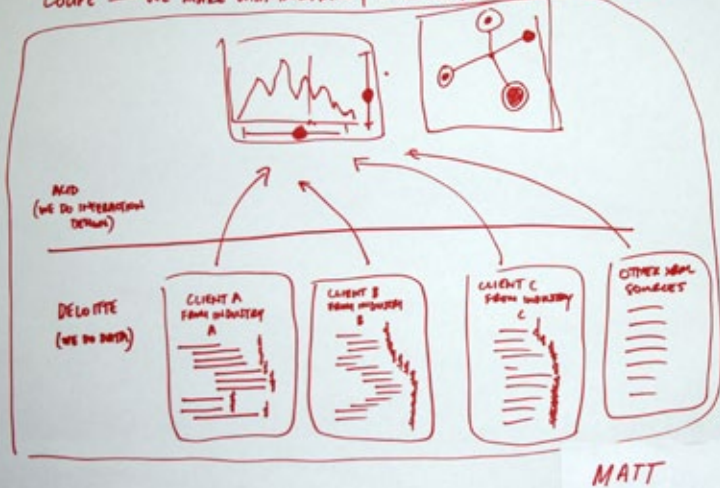 ACID
(WE DO INTERACTION
DESIGN)
DELOITTE
(WE DO DATA)
CLIENT A
FROM INDUSTRY
A
CLIENT B
FROM INDUSTRY
B
CLIENT C
FROM INDUSTRY
C
OTHER XBRL
SOURCES
MATT